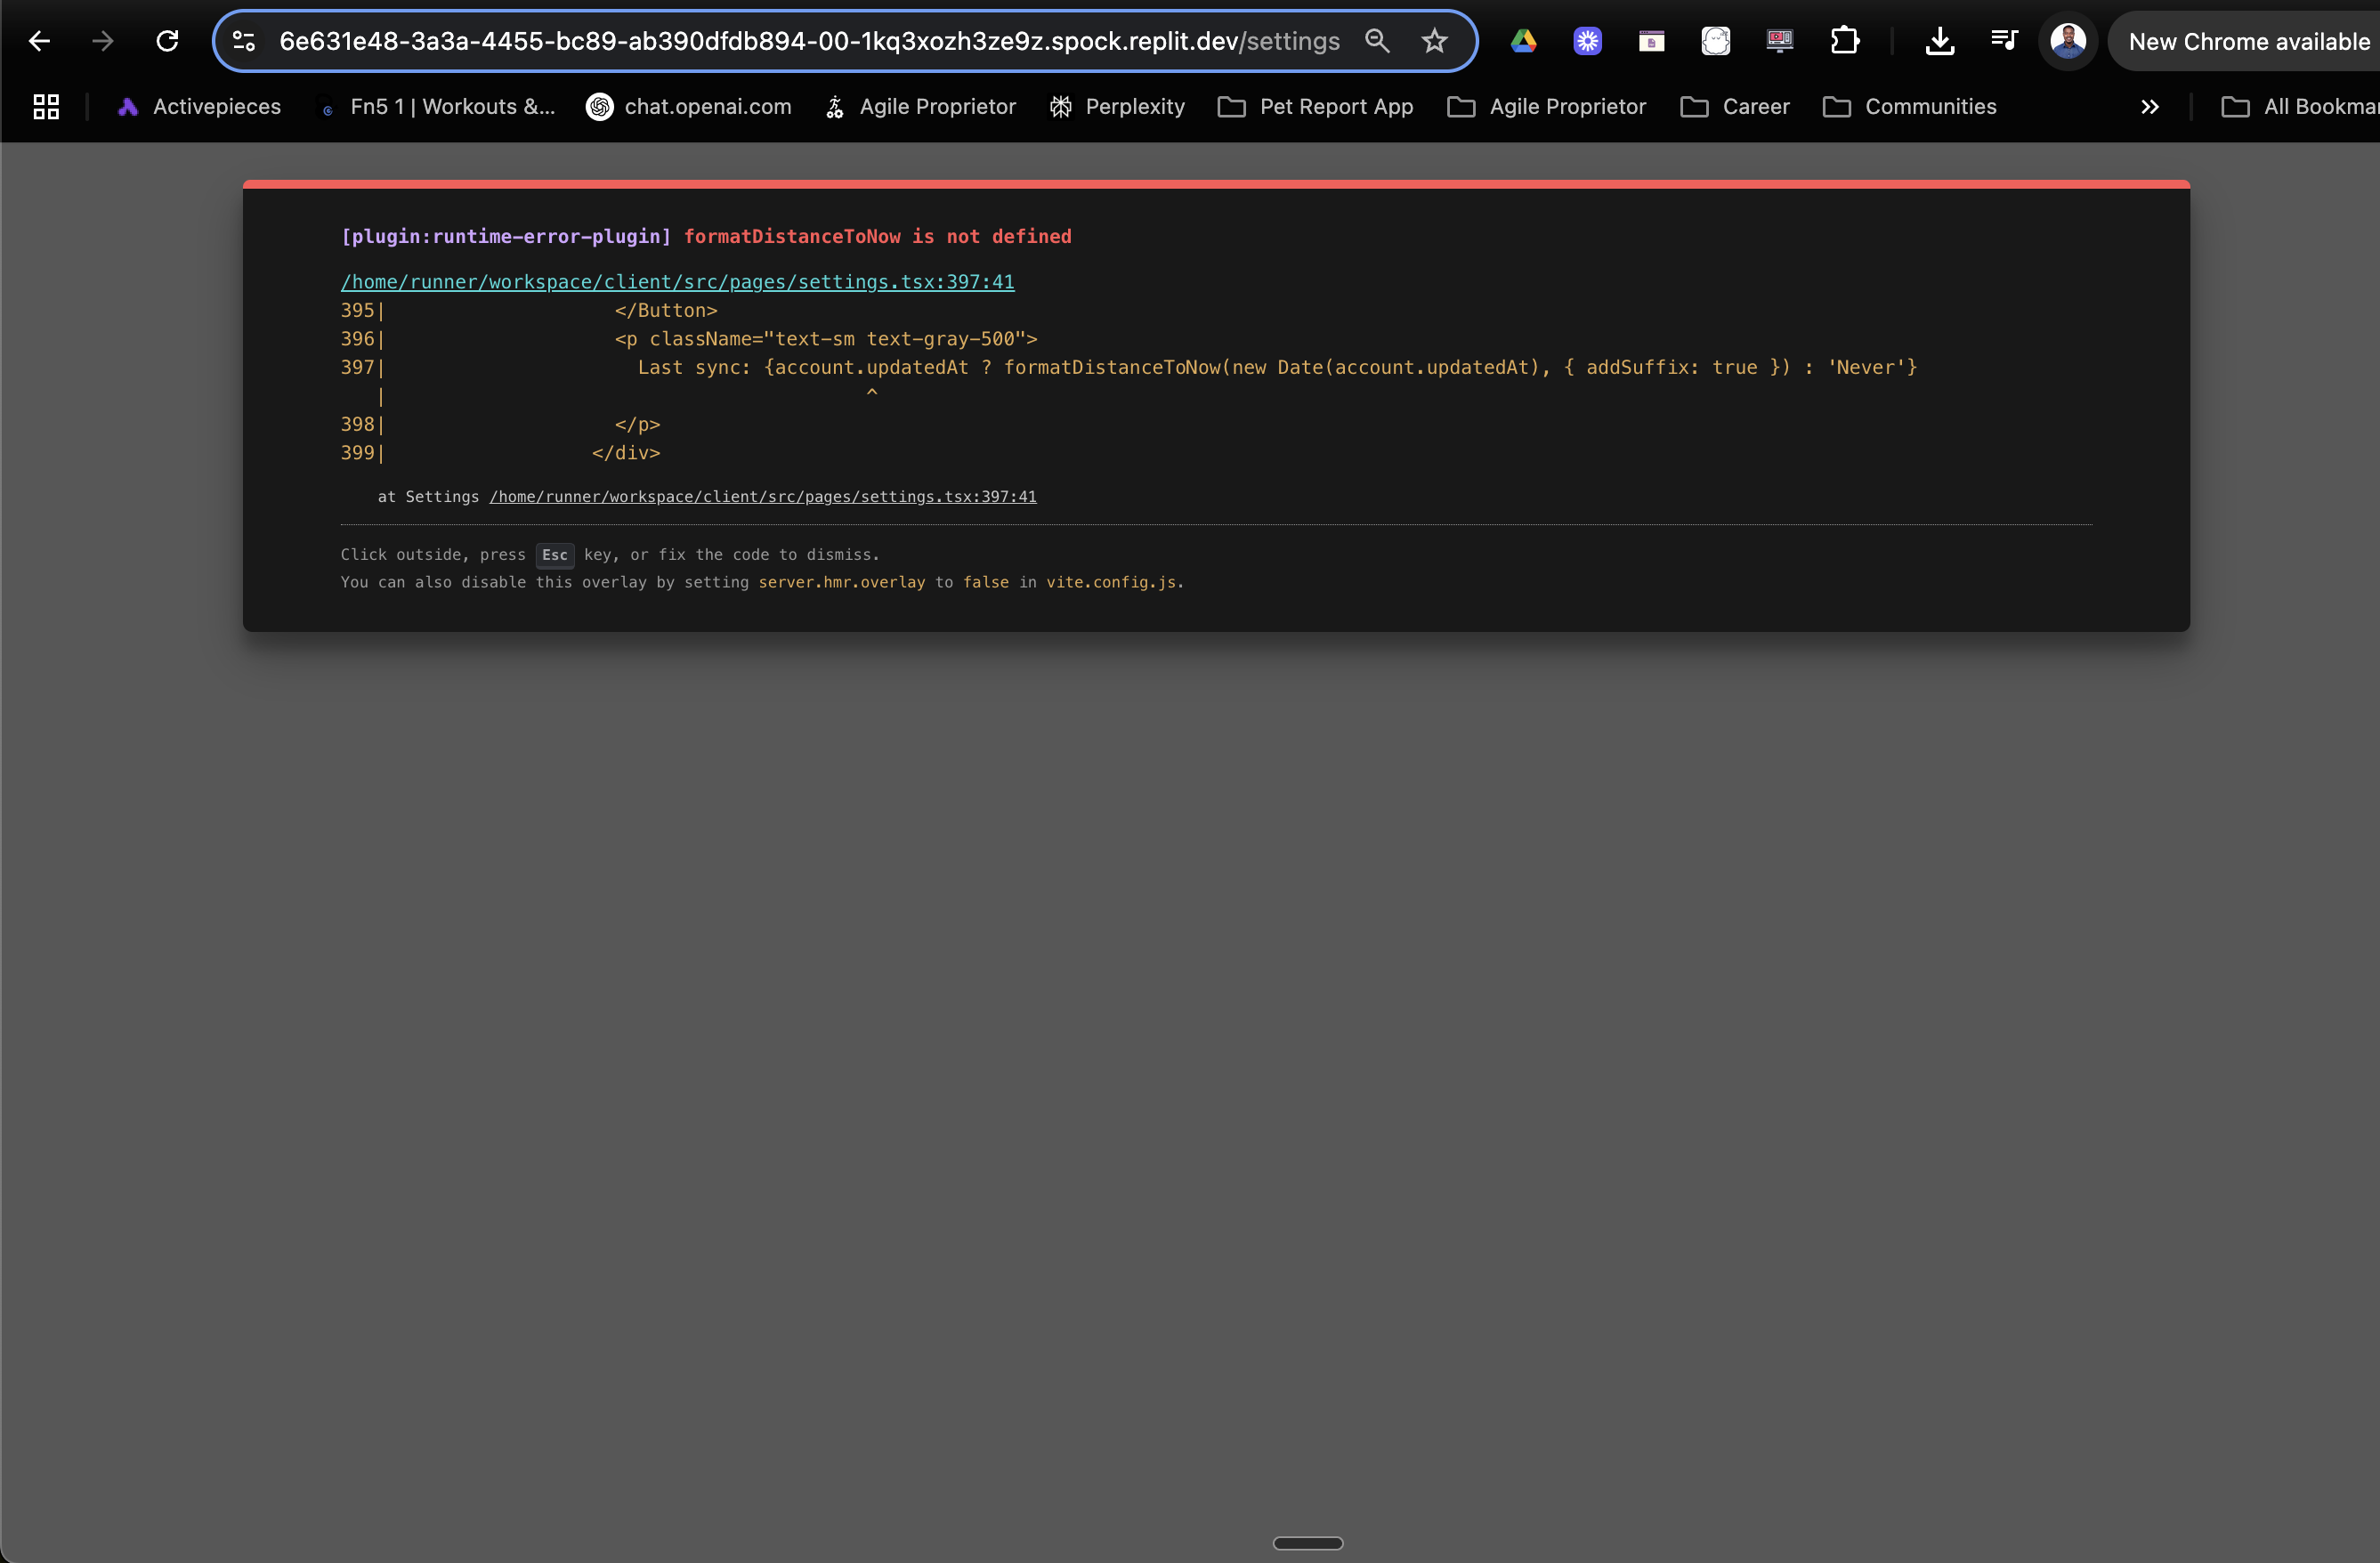 6e631e48-3a3a-4455-bc89-ab390dfdb894-00-1kq3xozh3ze9z.spock.replit.dev/settings
New Chrome available
Activepieces
Fn5 1 | Workouts &...
chat.openai.com
Agile Proprietor
Perplexity
Pet Report App
Agile Proprietor
Career
Communities
All Bookmar
[plugin:runtime-error-plugin] formatDistanceToNow is not defined
/home/runner/workspace/client/src/pages/settings.tsx:397:41
395|                    </Button>
396|                    <p className="text-sm text-gray-500">
397|                      Last sync: {account.updatedAt ? formatDistanceToNow(new Date(account.updatedAt), { addSuffix: true }) : 'Never'}
   |                                          ^
398|                    </p>
399|                  </div>
at Settings /home/runner/workspace/client/src/pages/settings.tsx:397:41
Click outside, press Esc key, or fix the code to dismiss.
You can also disable this overlay by setting server.hmr.overlay to false in vite.config.js.